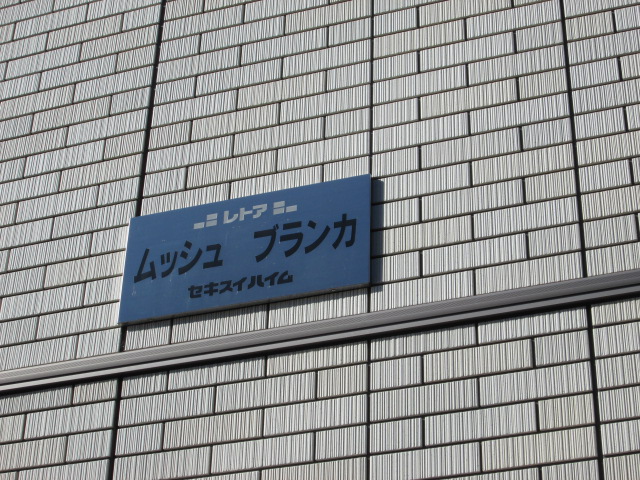 レトア
ムッシュ ブランカ
セキスイハイム